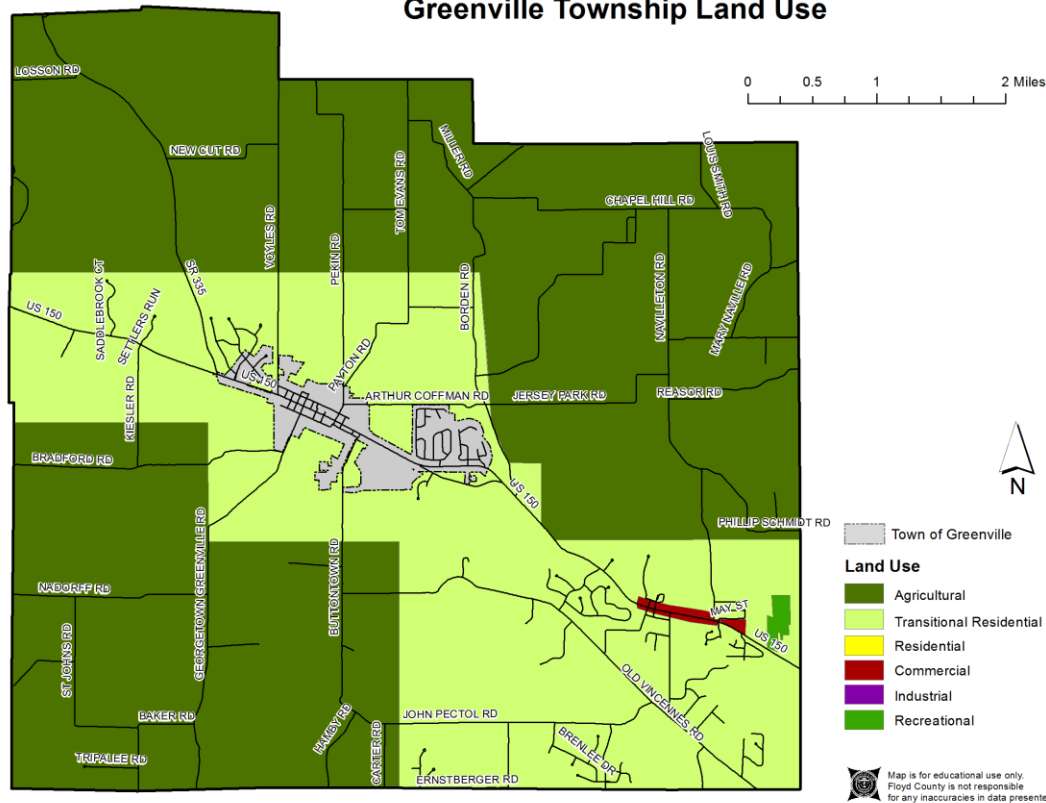 Greenville Township Land Use
0 0.5 1 2 Miles
LOSSON RD
NEW CUT RD
MILLER RD
LOUIS SMITH RD
TOM EVANS RD
CHAPEL HILL RD
VOYLES RD
PEKIN RD
SR 335
SADDLEBROOK CT
SETTLERS RUN
US 150
BORDEN RD
NAVILLETON RD
MARY NAVILLE RD
KIESLER RD
US 150
PAYTON RD
ARTHUR COFFMAN RD
JERSEY PARK RD
REASOR RD
BRADFORD RD
US 150
N
PHILLIP SCHMIDT RD
GEORGETOWN GREENVILLE RD
BUTTONTOWN RD
NADORFF RD
ST JOHNS RD
MAY ST
US 150
OLD VINCENNES RD
BAKER RD
HAMBY RD
JOHN PECTOL RD
CARTER RD
BRENLEE DR
TRIPALEE RD
ERNSTBERGER RD
Town of Greenville
Land Use
Agricultural
Transitional Residential
Residential
Commercial
Industrial
Recreational
Map is for educational use only.
Floyd County is not responsible
for any inaccuracies in data presente